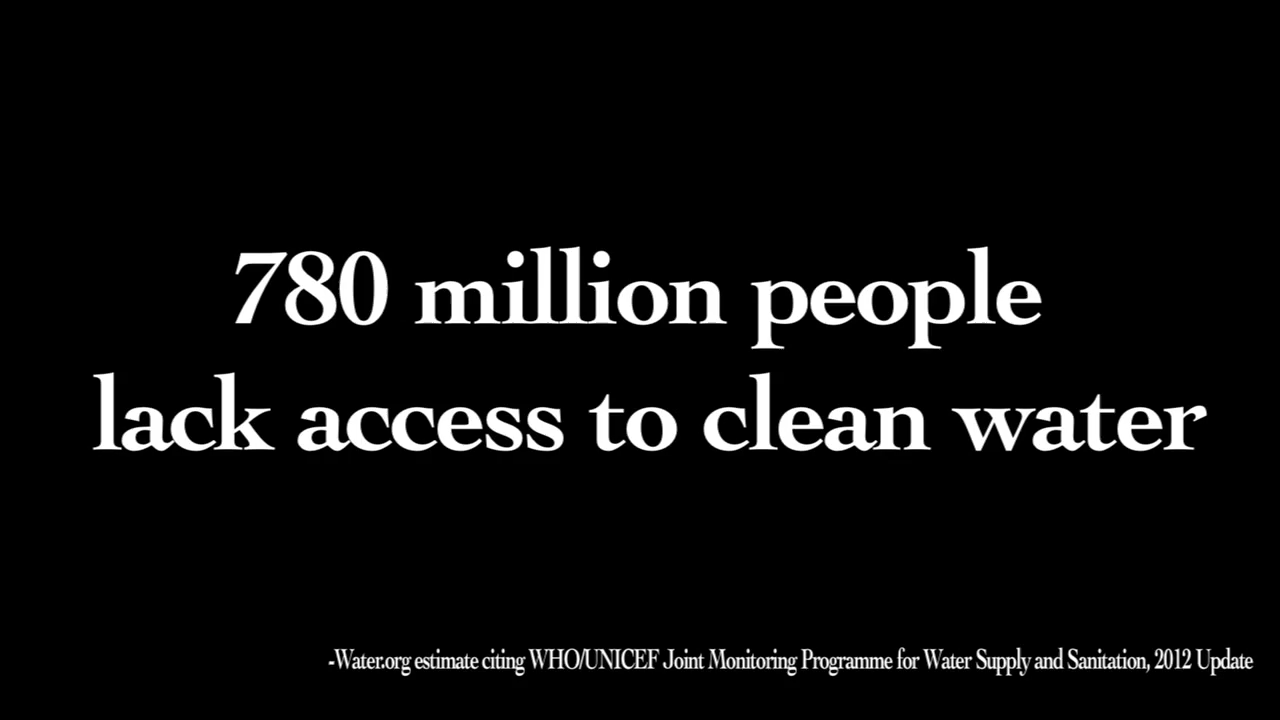 780 million people
lack access to clean water
-Water.org estimate citing WHO/UNICEF Joint Monitoring Programme for Water Supply and Sanitation, 2012 Update